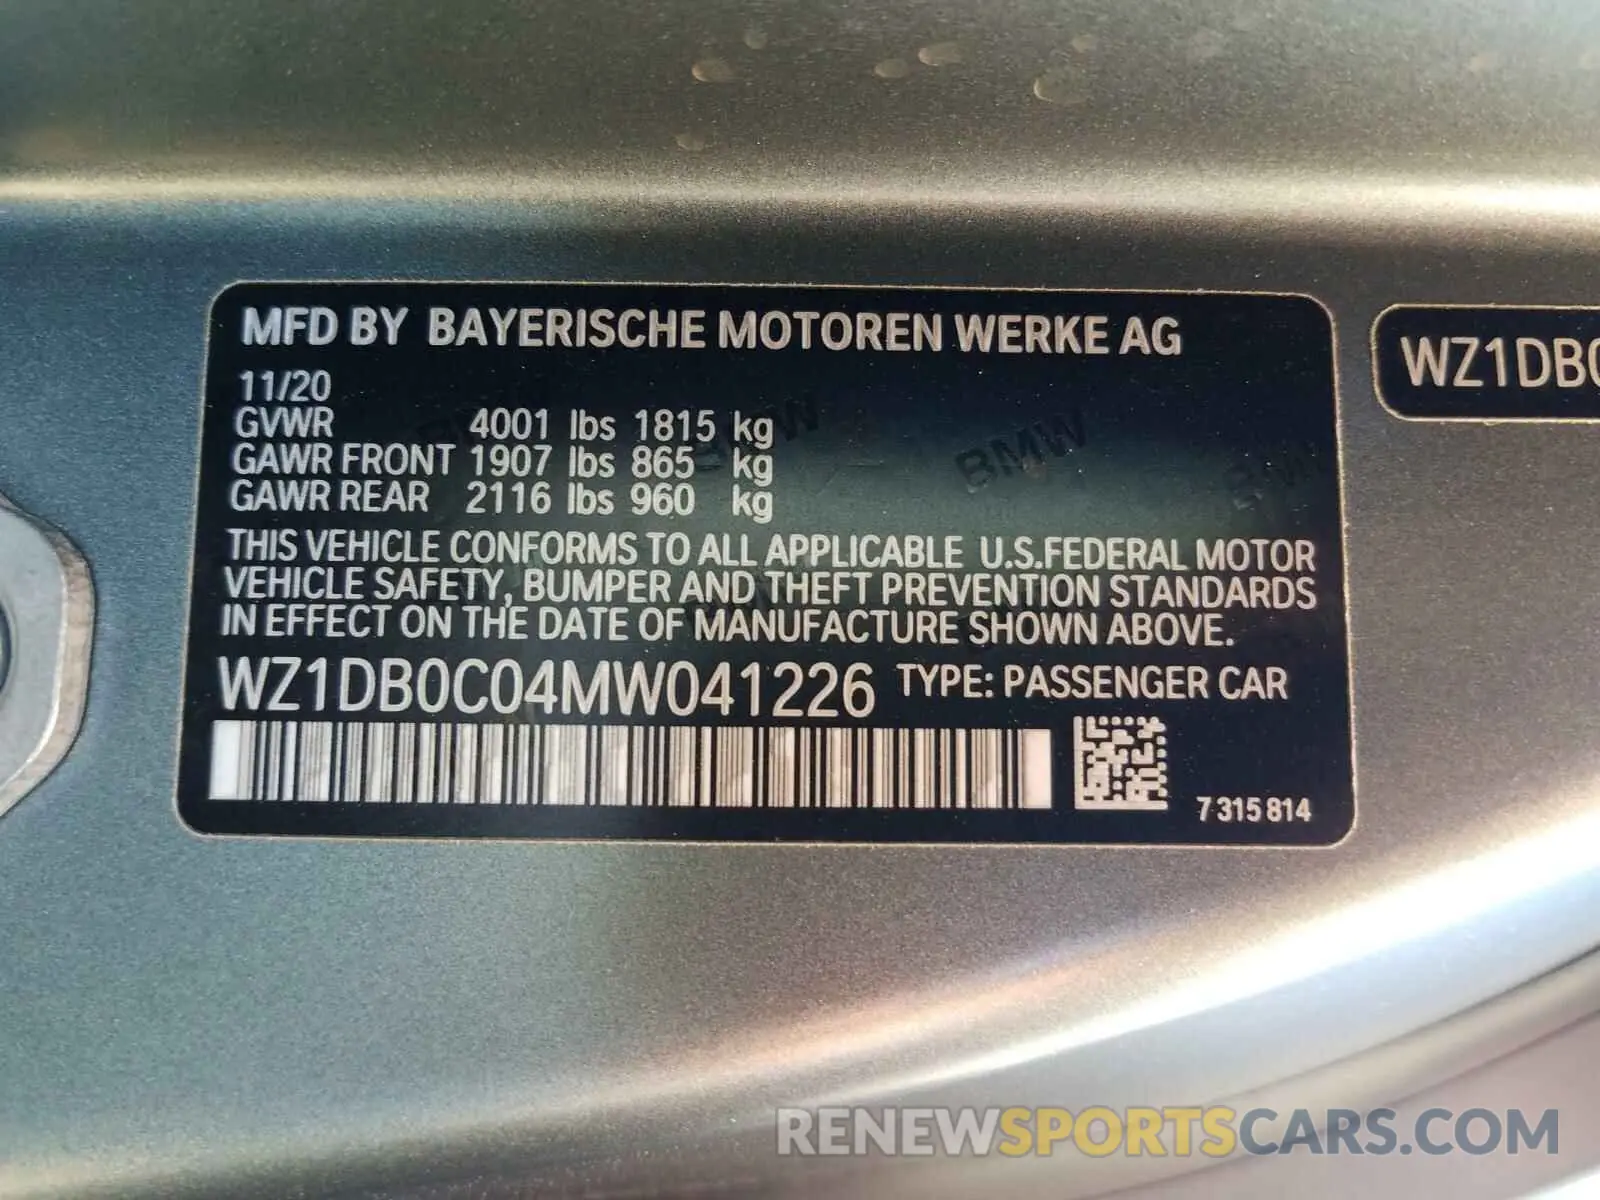 MFD BY BAYERISCHE MOTOREN WERKE AG
WZ1DB0
11/20
GVWR 4001 lbs 1815 kg
GAWR FRONT 1907 lbs 865 kg
GAWR REAR 2116 lbs 960 kg
BMW BMW BMW
THIS VEHICLE CONFORMS TO ALL APPLICABLE U.S.FEDERAL MOTOR
VEHICLE SAFETY, BUMPER AND THEFT PREVENTION STANDARDS
IN EFFECT ON THE DATE OF MANUFACTURE SHOWN ABOVE.
WZ1DB0C04MW041226 TYPE: PASSENGER CAR
7 315 814
RENEWSPORTSCARS.COM